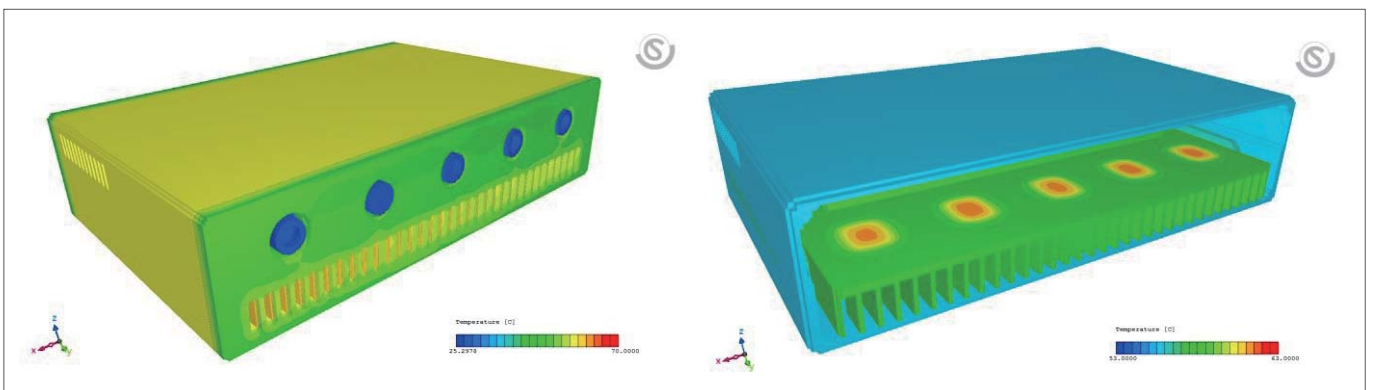 Temperature [C]
25.2978 70.0000
x y z
Temperature [C]
53.0000 63.0000
x y z